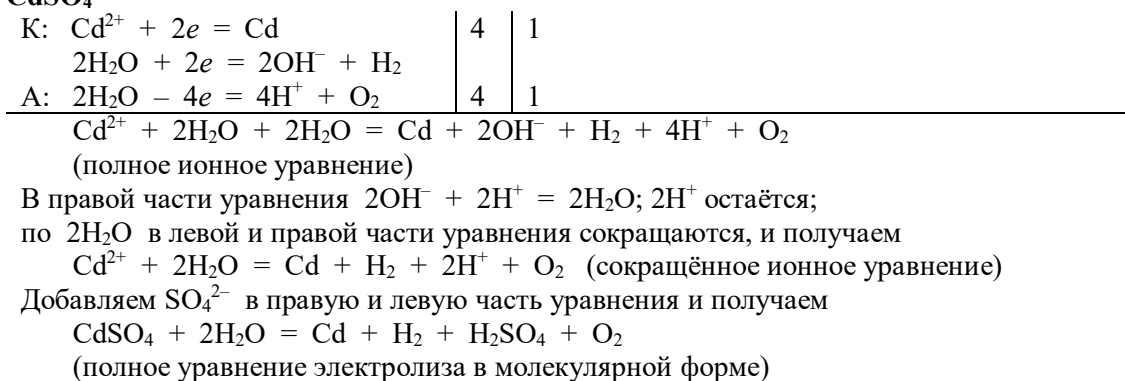 CdSO₄
К: Cd²⁺ + 2e = Cd | 4 | 1
2H₂O + 2e = 2OH⁻ + H₂
А: 2H₂O – 4e = 4H⁺ + O₂ | 4 | 1
Cd²⁺ + 2H₂O + 2H₂O = Cd + 2OH⁻ + H₂ + 4H⁺ + O₂
(полное ионное уравнение)
В правой части уравнения 2OH⁻ + 2H⁺ = 2H₂O; 2H⁺ остаётся;
по 2H₂O в левой и правой части уравнения сокращаются, и получаем
Cd²⁺ + 2H₂O = Cd + H₂ + 2H⁺ + O₂ (сокращённое ионное уравнение)
Добавляем SO₄²⁻ в правую и левую часть уравнения и получаем
CdSO₄ + 2H₂O = Cd + H₂ + H₂SO₄ + O₂
(полное уравнение электролиза в молекулярной форме)